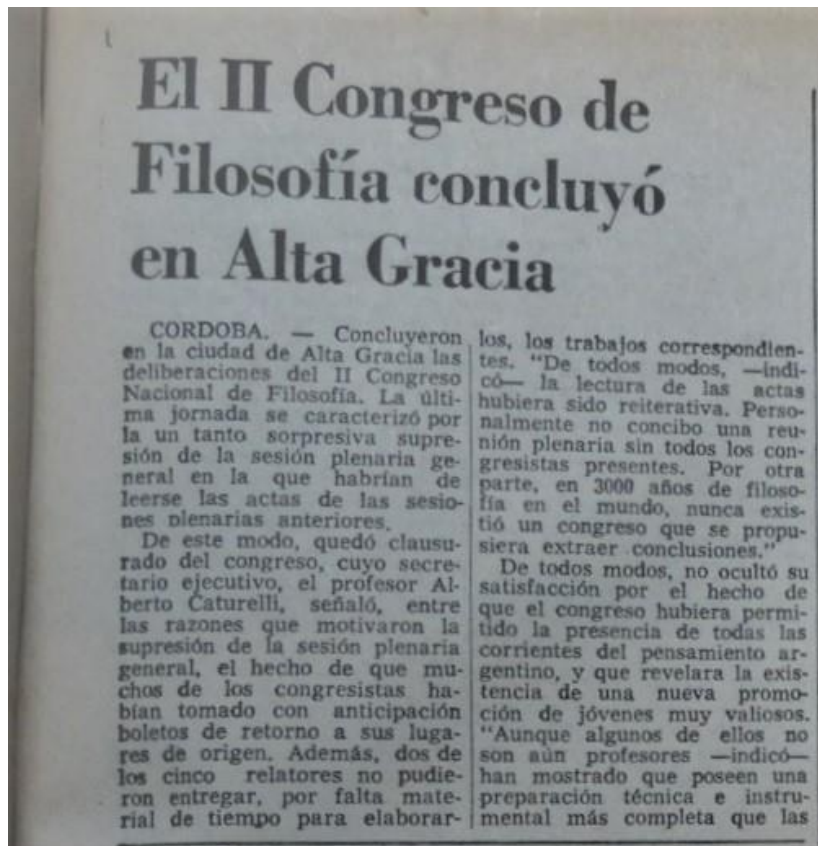 El II Congreso de
Filosofía concluyó
en Alta Gracia
CORDOBA. — Concluyeron
en la ciudad de Alta Gracia las
deliberaciones del II Congreso
Nacional de Filosofía. La últi-
ma jornada se caracterizó por
la un tanto sorpresiva supre-
sión de la sesión plenaria ge-
neral en la que habrían de
leerse las actas de las sesio-
nes plenarias anteriores.
De este modo, quedó clausu-
rado del congreso, cuyo secre-
tario ejecutivo, el profesor Al-
berto Caturelli, señaló, entre
las razones que motivaron la
supresión de la sesión plenaria
general, el hecho de que mu-
chos de los congresistas ha-
bían tomado con anticipación
boletos de retorno a sus luga-
res de origen. Además, dos de
los cinco relatores no pudie-
ron entregar, por falta mate-
rial de tiempo para elaborar-
los, los trabajos correspondien-
tes. "De todos modos, —indi-
có— la lectura de las actas
hubiera sido reiterativa. Perso-
nalmente no concibo una reu-
nión plenaria sin todos los con-
gresistas presentes. Por otra
parte, en 3000 años de filoso-
fía en el mundo, nunca exis-
tió un congreso que se propu-
siera extraer conclusiones."
De todos modos, no ocultó su
satisfacción por el hecho de
que el congreso hubiera permi-
tido la presencia de todas las
corrientes del pensamiento ar-
gentino, y que revelara la exis-
tencia de una nueva promo-
ción de jóvenes muy valiosos.
"Aunque algunos de ellos no
son aún profesores —indicó—
han mostrado que poseen una
preparación técnica e instru-
mental más completa que las